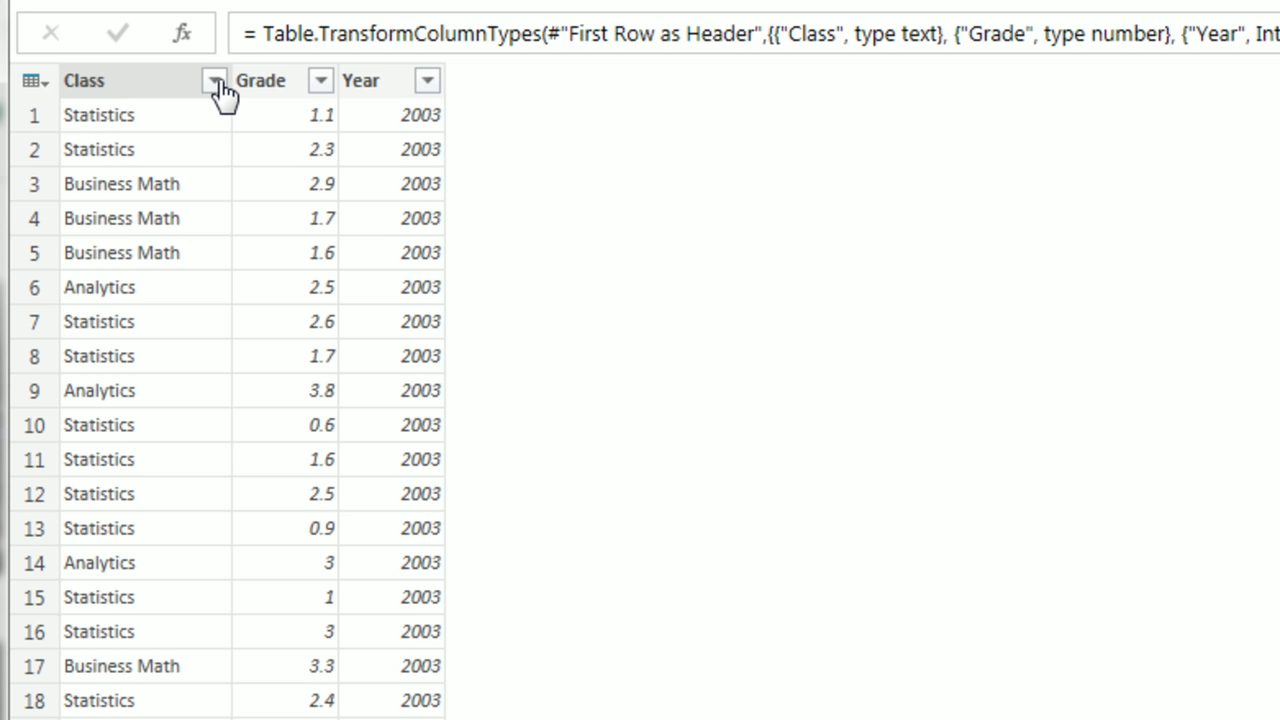 fx = Table.TransformColumnTypes(#"First Row as Header",{{"Class", type text}, {"Grade", type number}, {"Year", Int
Class Grade Year
1 Statistics 1.1 2003
2 Statistics 2.3 2003
3 Business Math 2.9 2003
4 Business Math 1.7 2003
5 Business Math 1.6 2003
6 Analytics 2.5 2003
7 Statistics 2.6 2003
8 Statistics 1.7 2003
9 Analytics 3.8 2003
10 Statistics 0.6 2003
11 Statistics 1.6 2003
12 Statistics 2.5 2003
13 Statistics 0.9 2003
14 Analytics 3 2003
15 Statistics 1 2003
16 Statistics 3 2003
17 Business Math 3.3 2003
18 Statistics 2.4 2003